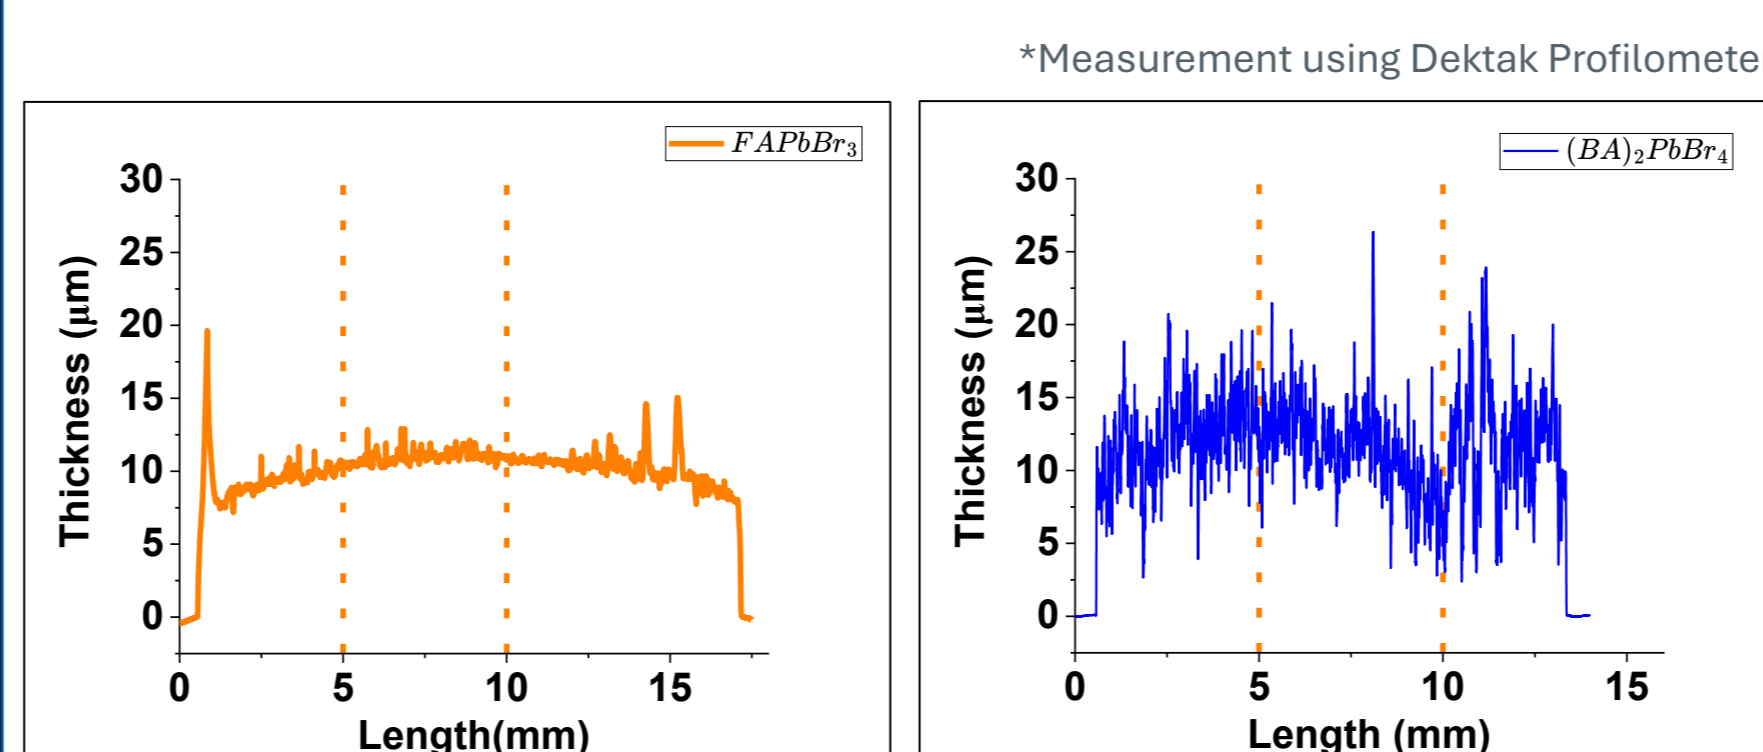 *Measurement using Dektak Profilomete
FAPbBr₃
30
25
20
15
10
5
0
Thickness (μm)
0 5 10 15
Length(mm)
(BA)₂PbBr₄
30
25
20
15
10
5
0
Thickness (μm)
0 5 10 15
Length (mm)